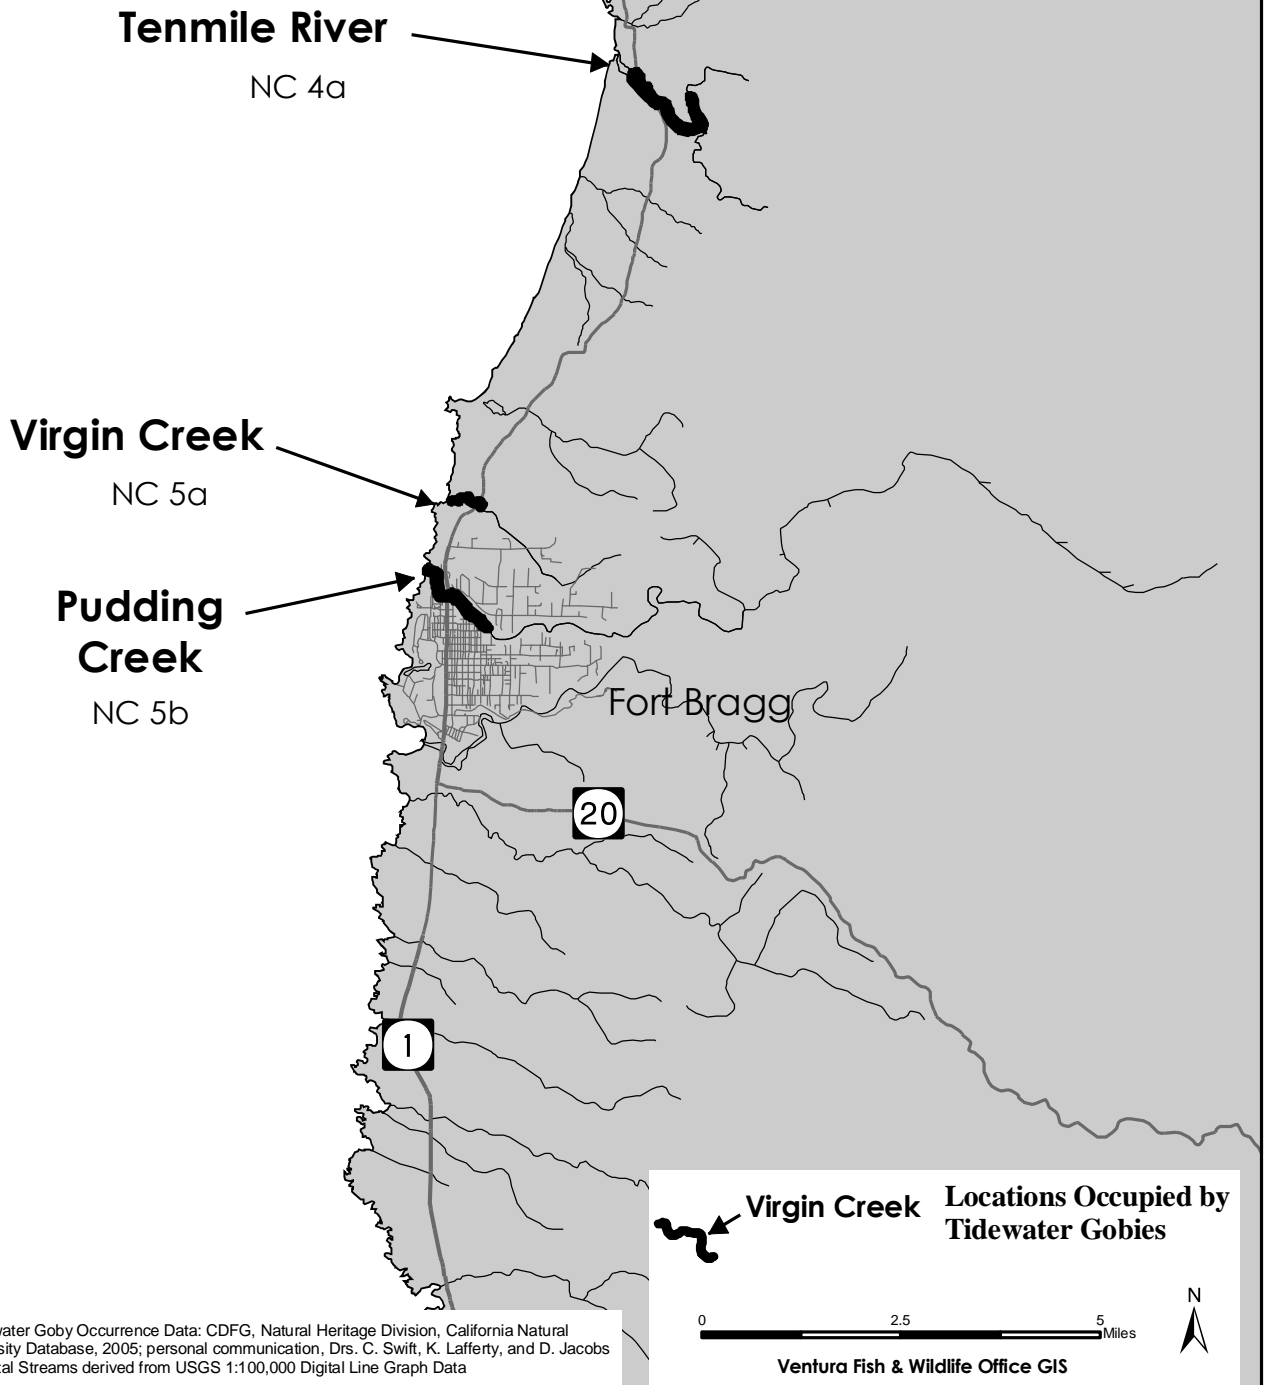 Tenmile River
NC 4a
Virgin Creek
NC 5a
Pudding
Creek
NC 5b
Fort Bragg
20
1
Virgin Creek
Locations Occupied by
Tidewater Gobies
N
0 2.5 5
Miles
Ventura Fish & Wildlife Office GIS
water Goby Occurrence Data: CDFG, Natural Heritage Division, California Natural
sity Database, 2005; personal communication, Drs. C. Swift, K. Lafferty, and D. Jacobs
tal Streams derived from USGS 1:100,000 Digital Line Graph Data